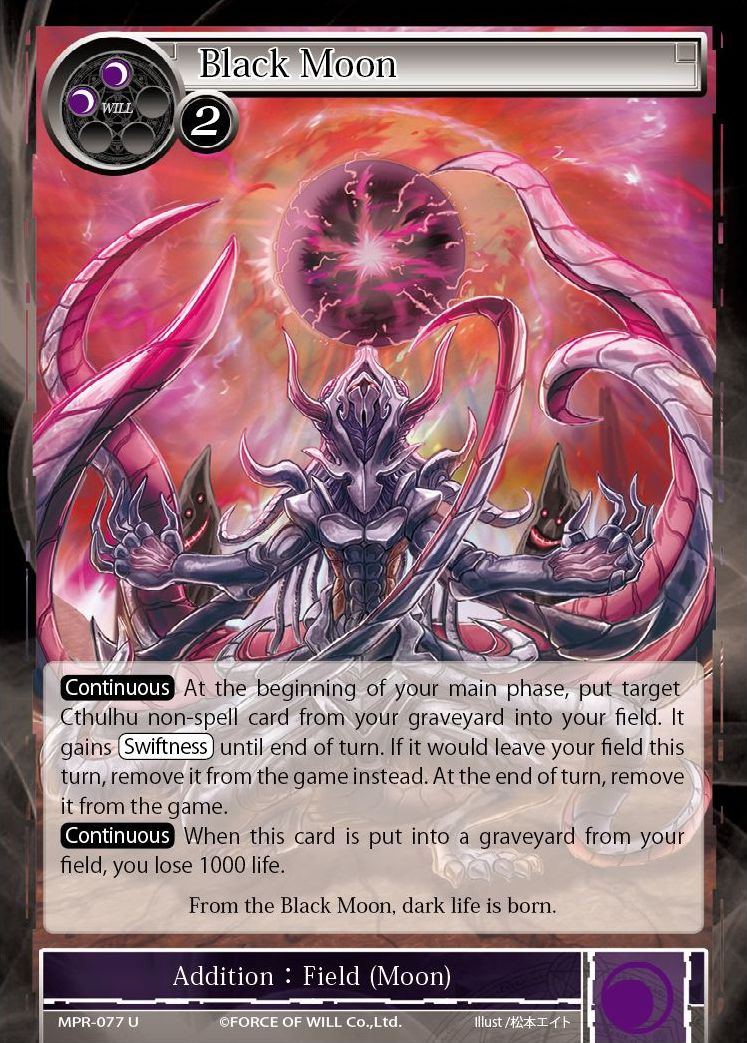 Black Moon
WILL
2
Continuous At the beginning of your main phase, put target
Cthulhu non-spell card from your graveyard into your field. It
gains Swiftness until end of turn. If it would leave your field this
turn, remove it from the game instead. At the end of turn, remove
it from the game.
Continuous When this card is put into a graveyard from your
field, you lose 1000 life.
From the Black Moon, dark life is born.
Addition : Field (Moon)
MPR-077 U ©FORCE OF WILL Co.,Ltd. Illust /松本エイト